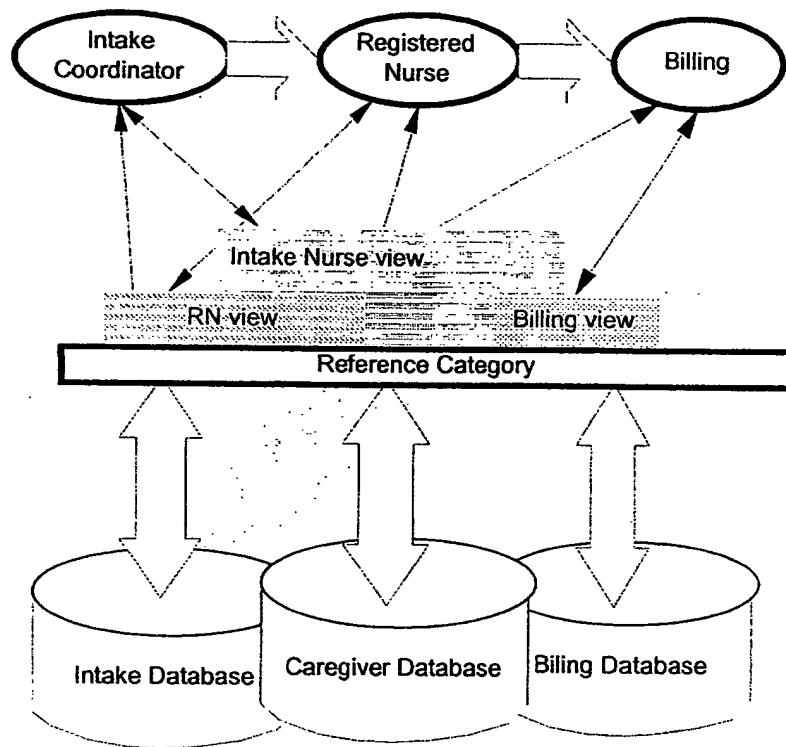 Intake
Coordinator
Registered
Nurse
Billing
Intake Nurse view
RN view
Billing view
Reference Category
Intake Database
Caregiver Database
Biling Database